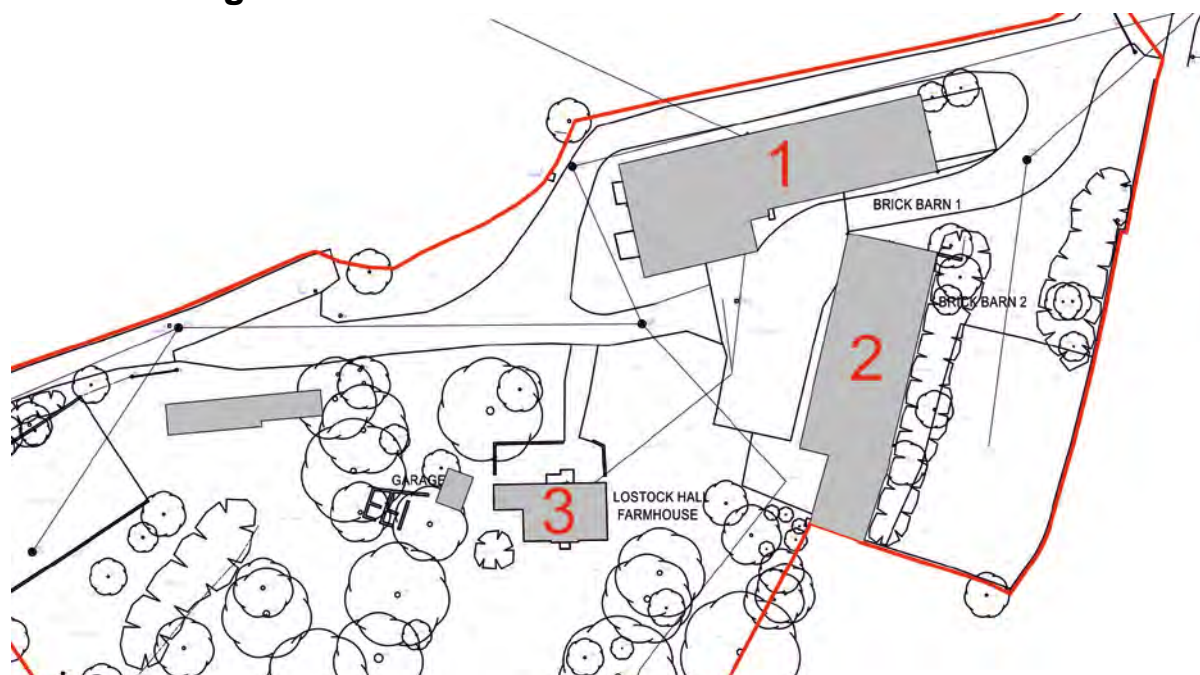 1
BRICK BARN 1
BRICK BARN 2
2
GARAGE
3
LOSTOCK HALL
FARMHOUSE